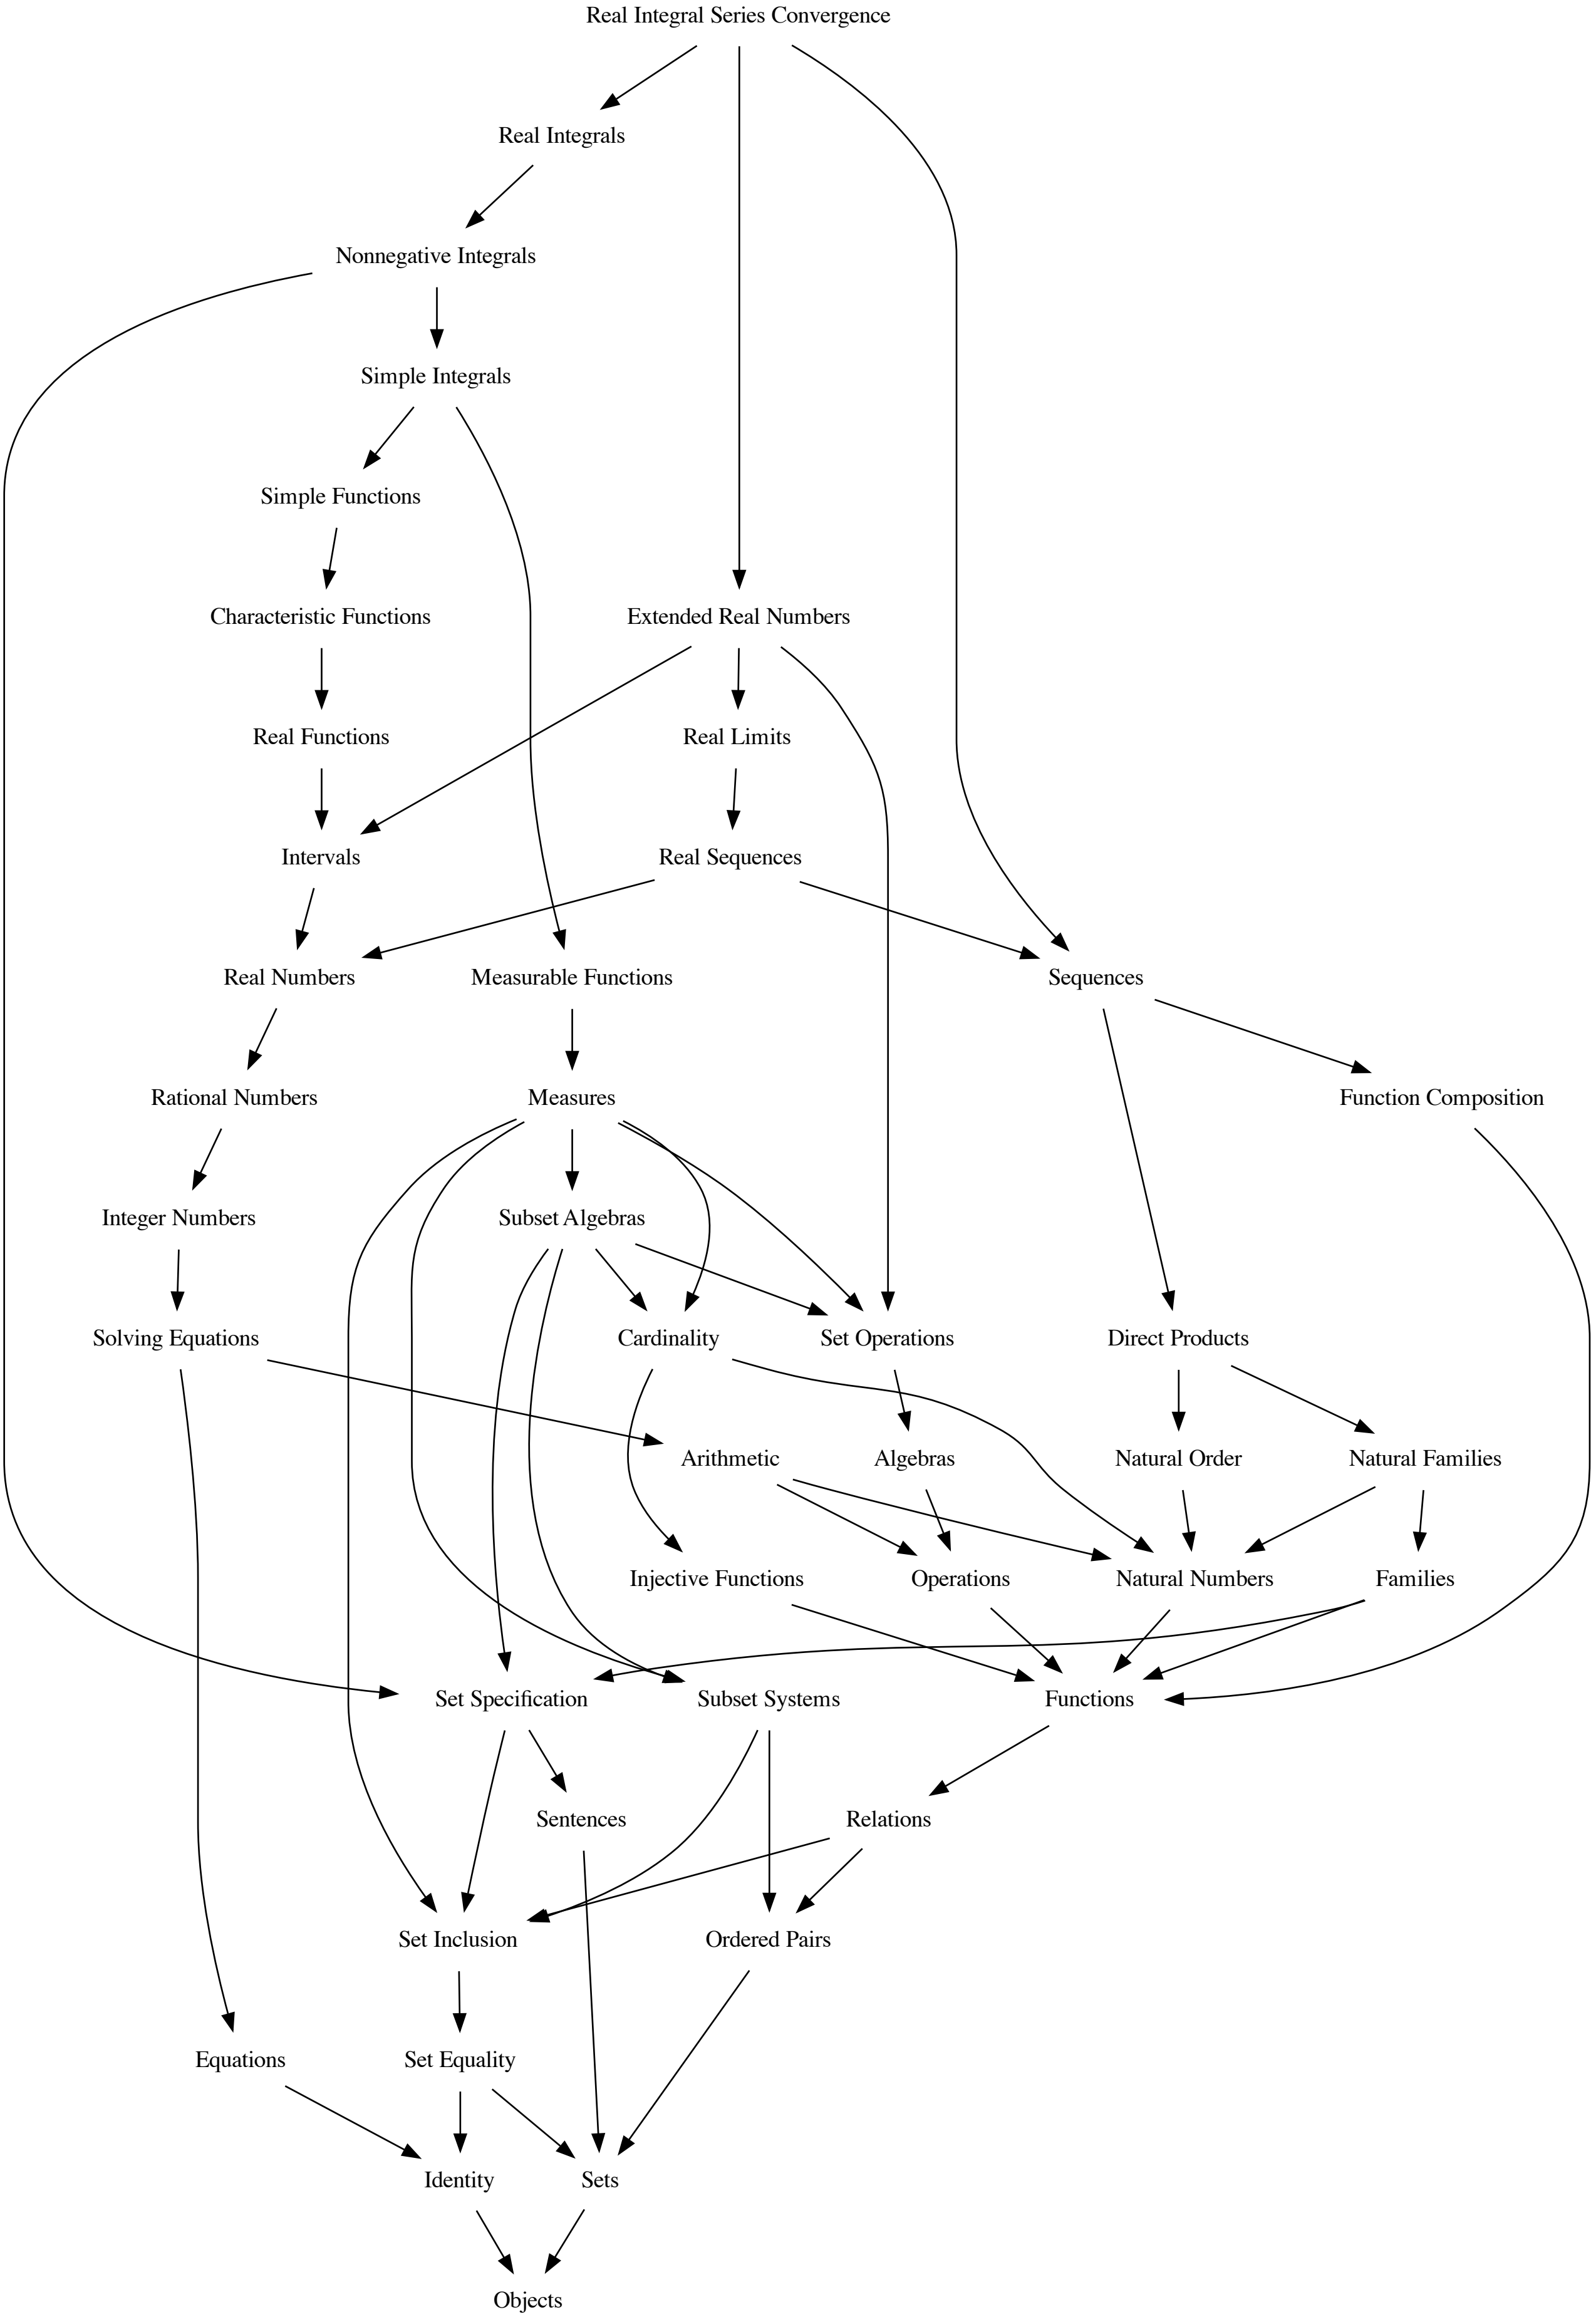 Real Integral Series Convergence
Real Integrals
Nonnegative Integrals
Simple Integrals
Simple Functions
Characteristic Functions
Extended Real Numbers
Real Functions
Real Limits
Intervals
Real Sequences
Real Numbers
Measurable Functions
Sequences
Rational Numbers
Measures
Function Composition
Integer Numbers
Subset Algebras
Solving Equations
Cardinality
Set Operations
Direct Products
Arithmetic
Algebras
Natural Order
Natural Families
Injective Functions
Operations
Natural Numbers
Families
Set Specification
Subset Systems
Functions
Sentences
Relations
Set Inclusion
Ordered Pairs
Equations
Set Equality
Identity
Sets
Objects